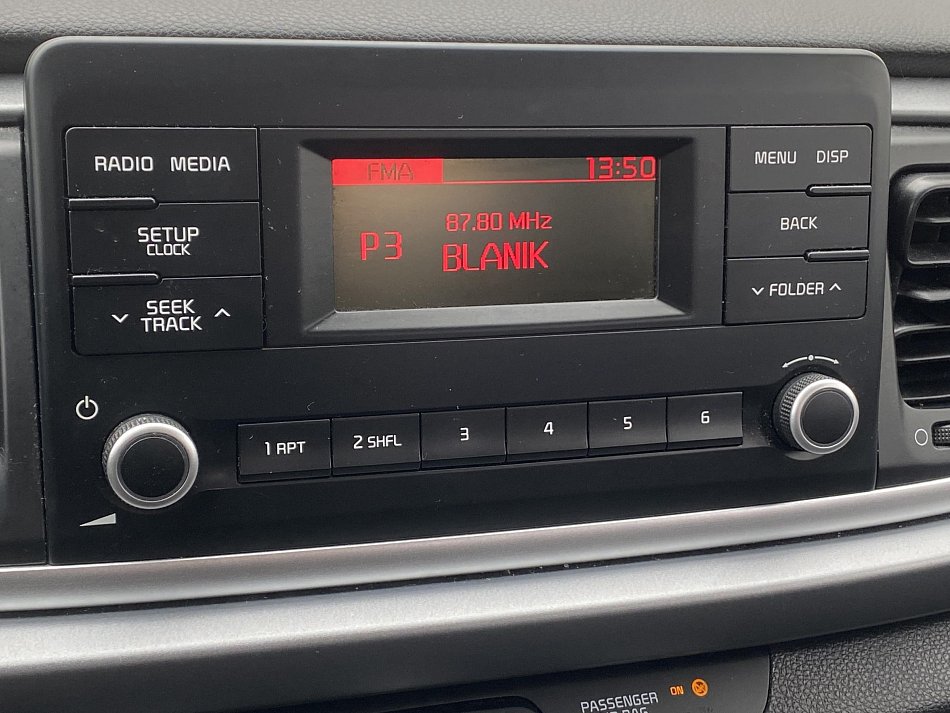 RADIO MEDIA
SETUP
CLOCK
SEEK
TRACK
FMA 13:50
87.80 MHz
P3 BLANIK
MENU DISP
BACK
FOLDER
1 RPT 2 SHFL 3 4 5 6
PASSENGER ON
BAG